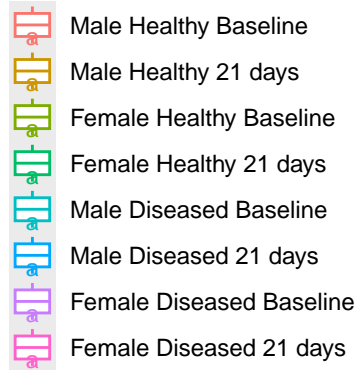 a Male Healthy Baseline
a Male Healthy 21 days
a Female Healthy Baseline
a Female Healthy 21 days
a Male Diseased Baseline
a Male Diseased 21 days
a Female Diseased Baseline
a Female Diseased 21 days